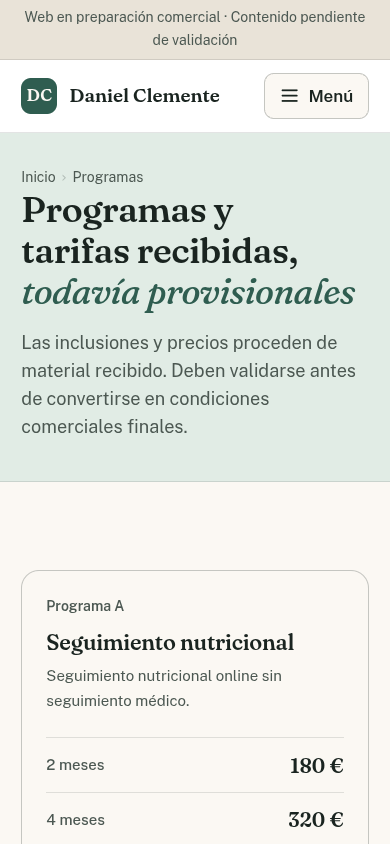 Web en preparación comercial · Contenido pendiente
de validación
DC Daniel Clemente
Menú
Inicio › Programas
Programas y
tarifas recibidas,
todavía provisionales
Las inclusiones y precios proceden de
material recibido. Deben validarse antes
de convertirse en condiciones
comerciales finales.
Programa A
Seguimiento nutricional
Seguimiento nutricional online sin
seguimiento médico.
2 meses 180 €
4 meses 320 €